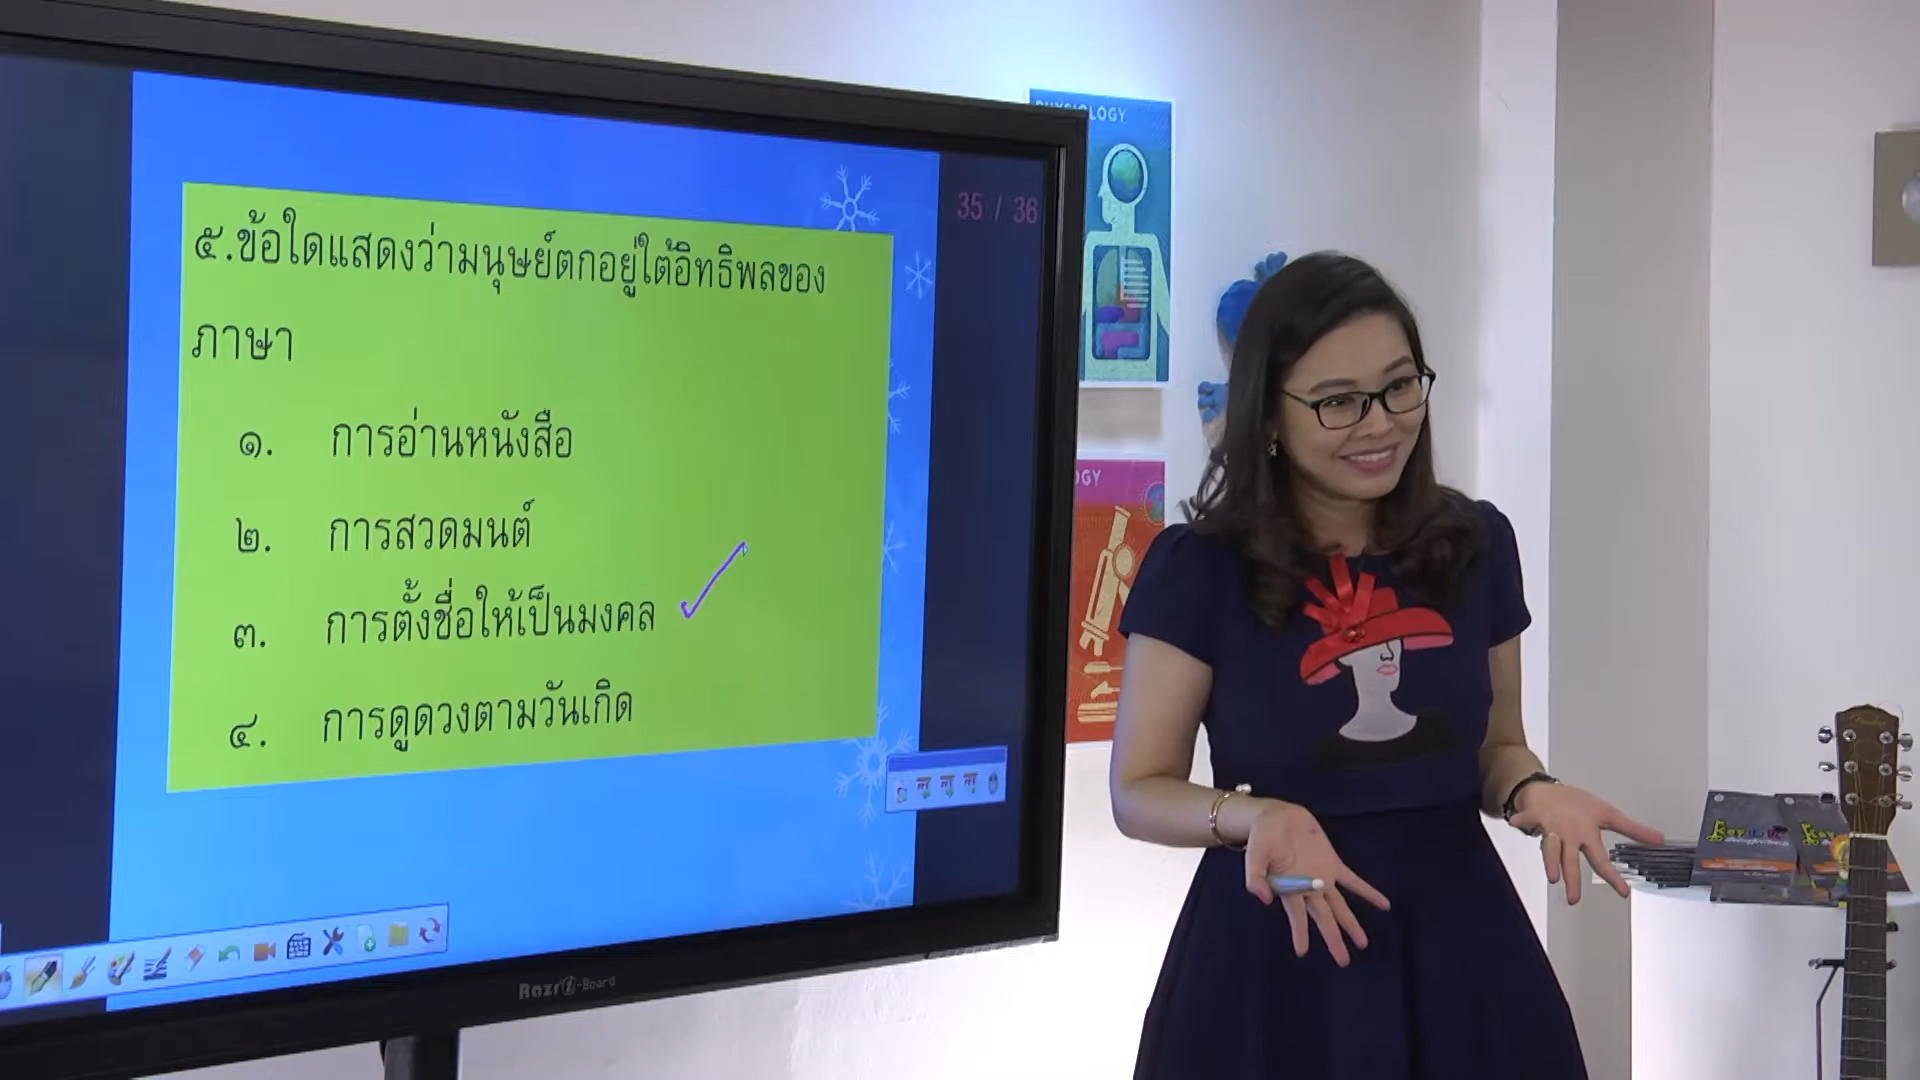 PHYSIOLOGY
35 / 36
๕.ข้อใดแสดงว่ามนุษย์ตกอยู่ใต้อิทธิพลของ
ภาษา
๑. การอ่านหนังสือ
๒. การสวดมนต์
๓. การตั้งชื่อให้เป็นมงคล
๔. การดูดวงตามวันเกิด
OGY
Razr i-Board
Fender